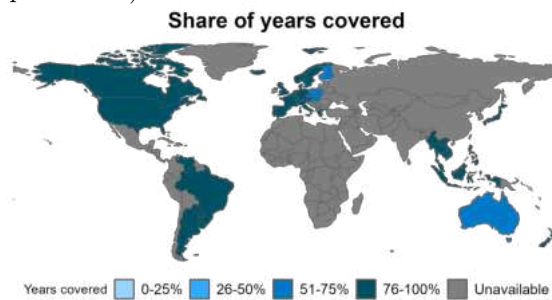 Share of years covered
Years covered 0-25% 26-50% 51-75% 76-100% Unavailable